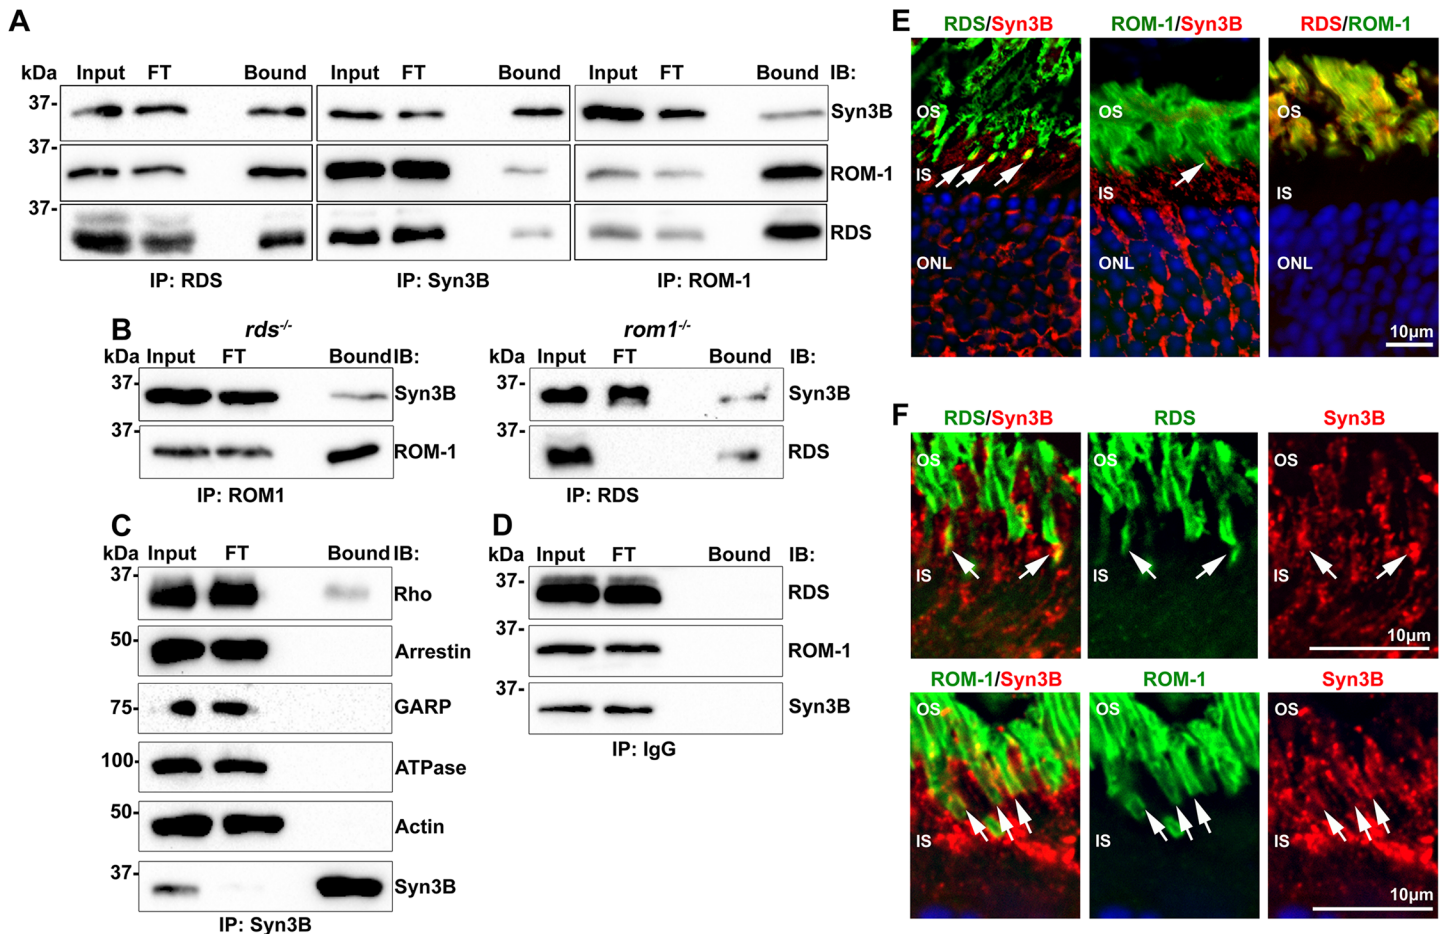 A
kDa Input FT Bound Input FT Bound Input FT Bound IB:
37- Syn3B
37- ROM-1
37- RDS
IP: RDS IP: Syn3B IP: ROM-1
B rds-/- rom1-/-
kDa Input FT Bound IB: kDa Input FT Bound IB:
37- Syn3B 37- Syn3B
37- ROM-1 37- RDS
IP: ROM1 IP: RDS
C
kDa Input FT Bound IB:
37- Rho
50- Arrestin
75- GARP
100- ATPase
50- Actin
37- Syn3B
IP: Syn3B
D
kDa Input FT Bound IB:
37- RDS
37- ROM-1
37- Syn3B
IP: IgG
E RDS/Syn3B ROM-1/Syn3B RDS/ROM-1
OS OS OS
IS IS IS
ONL ONL ONL
10µm
F RDS/Syn3B RDS Syn3B
OS OS OS
IS IS IS
10µm
ROM-1/Syn3B ROM-1 Syn3B
OS OS OS
IS IS IS
10µm